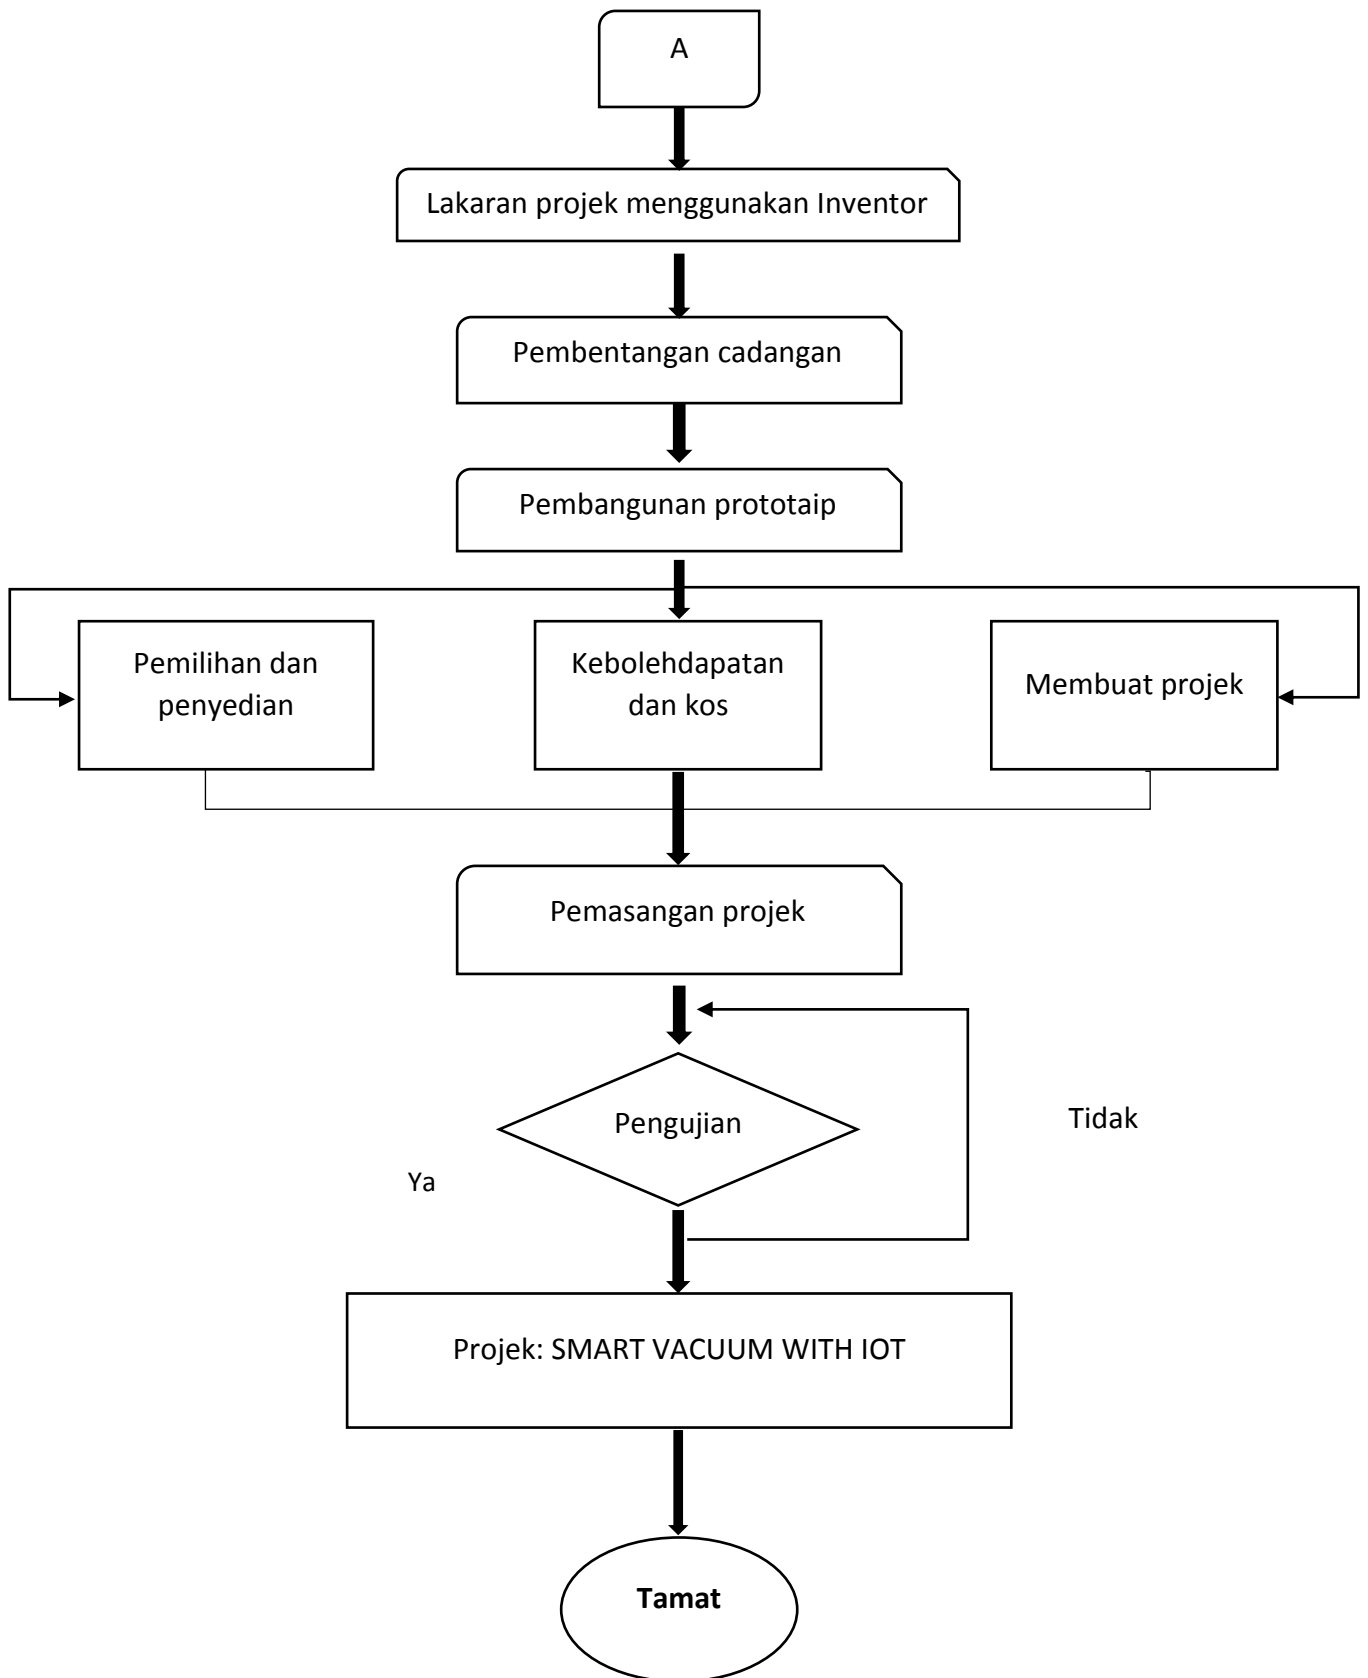 A
Lakaran projek menggunakan Inventor
Pembentangan cadangan
Pembangunan prototaip
Pemilihan dan
penyedian
Kebolehdapatan
dan kos
Membuat projek
Pemasangan projek
Pengujian
Tidak
Ya
Projek: SMART VACUUM WITH IOT
Tamat